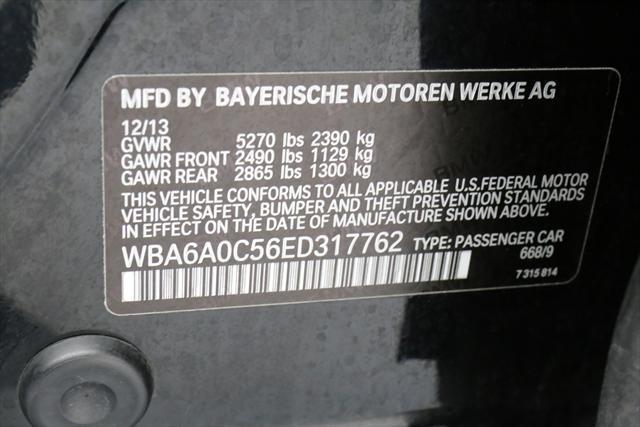 MFD BY BAYERISCHE MOTOREN WERKE AG
12/13
GVWR 5270 lbs 2390 kg
GAWR FRONT 2490 lbs 1129 kg
GAWR REAR 2865 lbs 1300 kg
THIS VEHICLE CONFORMS TO ALL APPLICABLE U.S.FEDERAL MOTOR
VEHICLE SAFETY, BUMPER AND THEFT PREVENTION STANDARDS
IN EFFECT ON THE DATE OF MANUFACTURE SHOWN ABOVE.
WBA6A0C56ED317762 TYPE: PASSENGER CAR
668/9
7 315 814